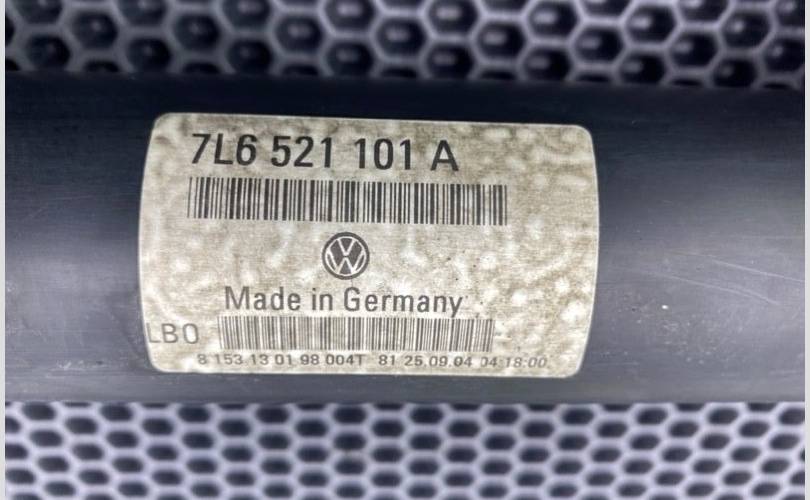 7L6 521 101 A
Made in Germany
LBO
8 153 13 01 98 004T 81 25.09.04 04:18:00